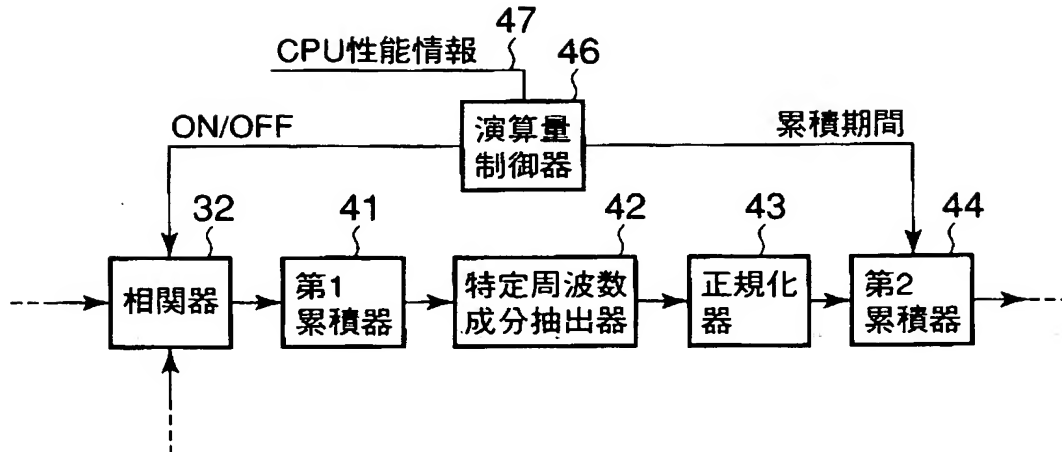 47
CPU性能情報
46
ON/OFF
演算量
制御器
累積期間
32
41
42
43
44
相関器
第1
累積器
特定周波数
成分抽出器
正規化
器
第2
累積器